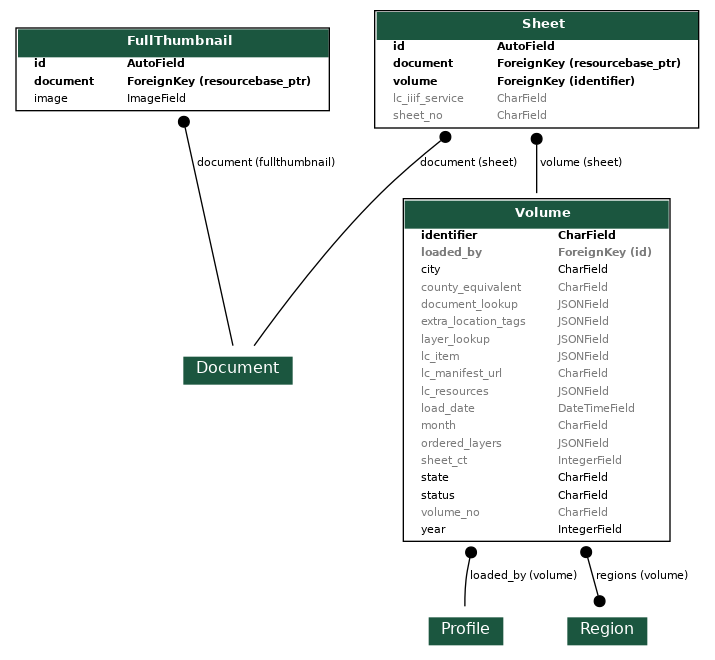 FullThumbnail
id AutoField
document ForeignKey (resourcebase_ptr)
image ImageField
Sheet
id AutoField
document ForeignKey (resourcebase_ptr)
volume ForeignKey (identifier)
lc_iiif_service CharField
sheet_no CharField
document (fullthumbnail)
document (sheet)
volume (sheet)
Volume
identifier CharField
loaded_by ForeignKey (id)
city CharField
county_equivalent CharField
document_lookup JSONField
extra_location_tags JSONField
layer_lookup JSONField
lc_item JSONField
lc_manifest_url CharField
lc_resources JSONField
load_date DateTimeField
month CharField
ordered_layers JSONField
sheet_ct IntegerField
state CharField
status CharField
volume_no CharField
year IntegerField
Document
loaded_by (volume)
regions (volume)
Profile
Region